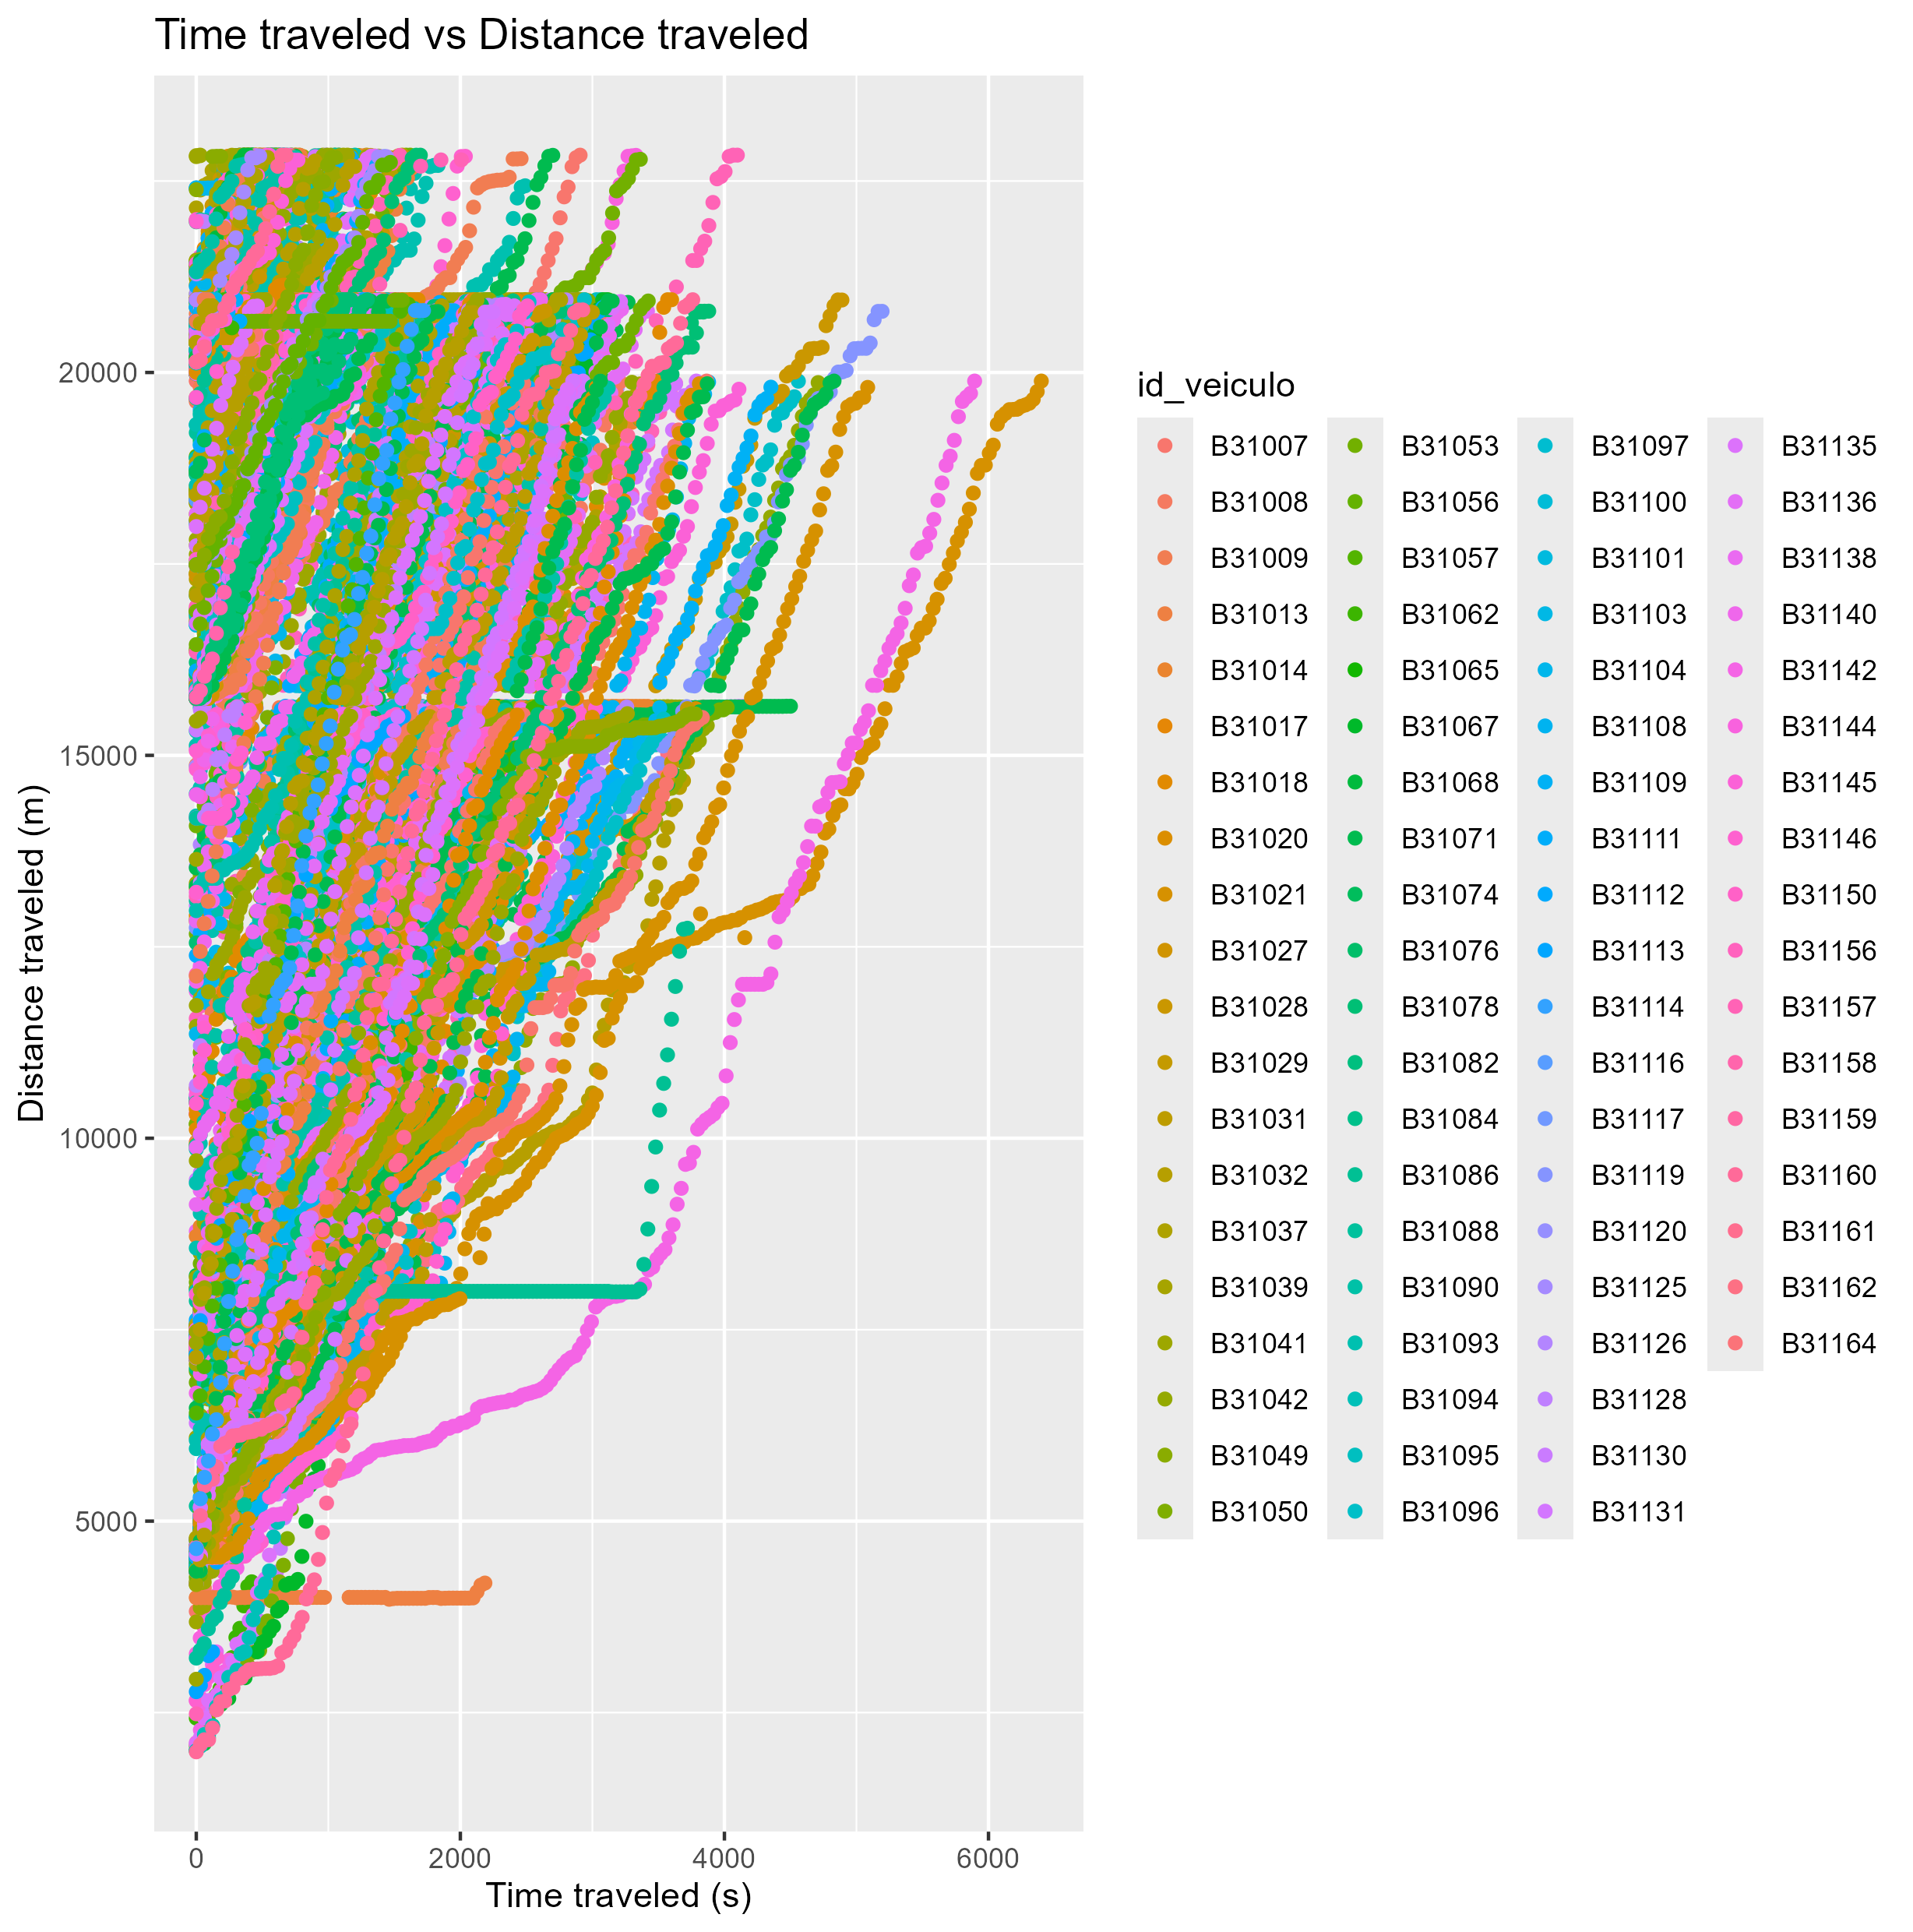 Time traveled vs Distance traveled
20000
15000
10000
5000
Distance traveled (m)
0 2000 4000 6000
Time traveled (s)
id_veiculo
B31007 B31053 B31097 B31135
B31008 B31056 B31100 B31136
B31009 B31057 B31101 B31138
B31013 B31062 B31103 B31140
B31014 B31065 B31104 B31142
B31017 B31067 B31108 B31144
B31018 B31068 B31109 B31145
B31020 B31071 B31111 B31146
B31021 B31074 B31112 B31150
B31027 B31076 B31113 B31156
B31028 B31078 B31114 B31157
B31029 B31082 B31116 B31158
B31031 B31084 B31117 B31159
B31032 B31086 B31119 B31160
B31037 B31088 B31120 B31161
B31039 B31090 B31125 B31162
B31041 B31093 B31126 B31164
B31042 B31094 B31128
B31049 B31095 B31130
B31050 B31096 B31131